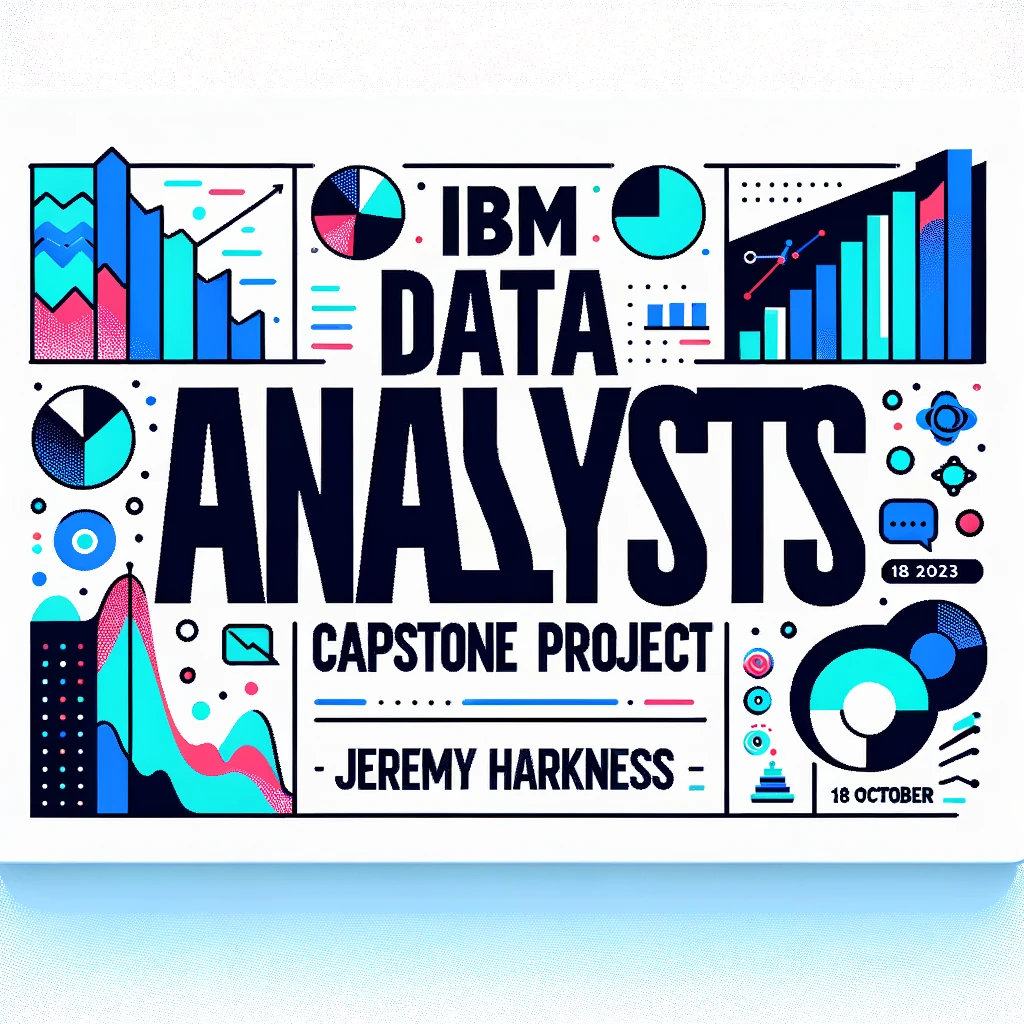 IBM
DATA
ANALYSTS
18 2023
CAPSTONE PROJECT
- JEREMY HARKNESS -
18 OCTOBER